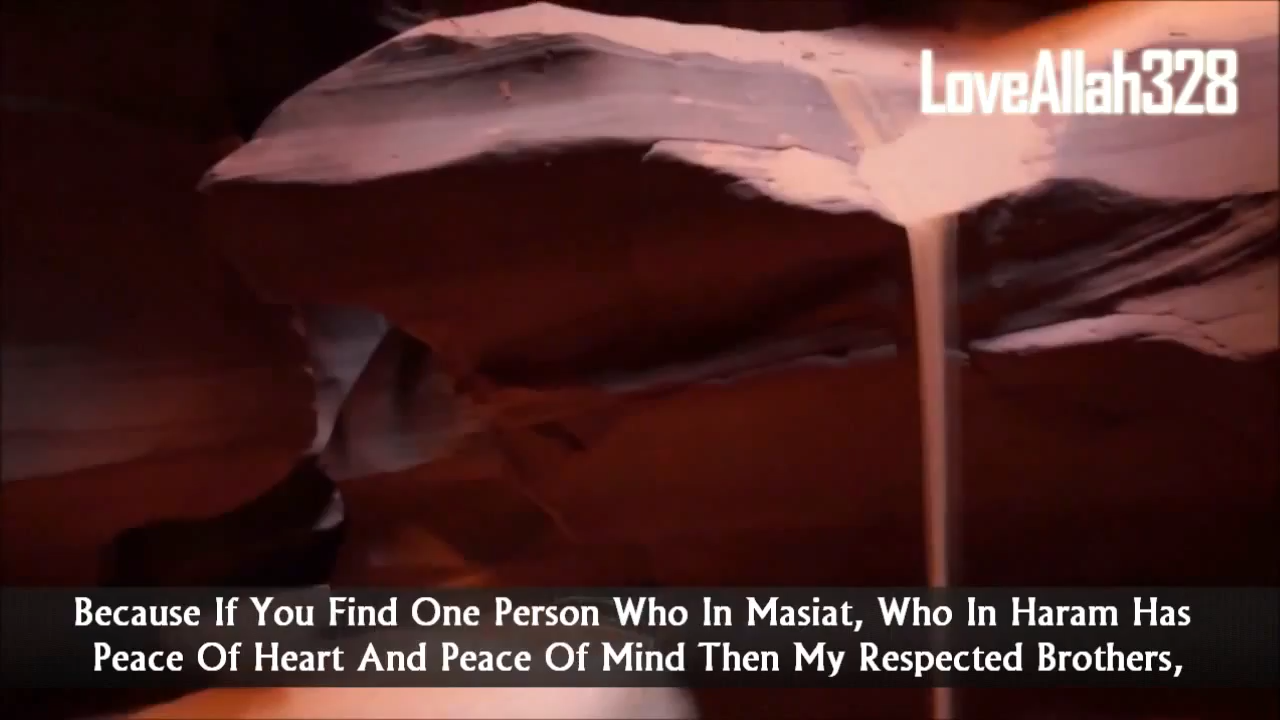 LoveAllah328
Because If You Find One Person Who In Masiat, Who In Haram Has
Peace Of Heart And Peace Of Mind Then My Respected Brothers,